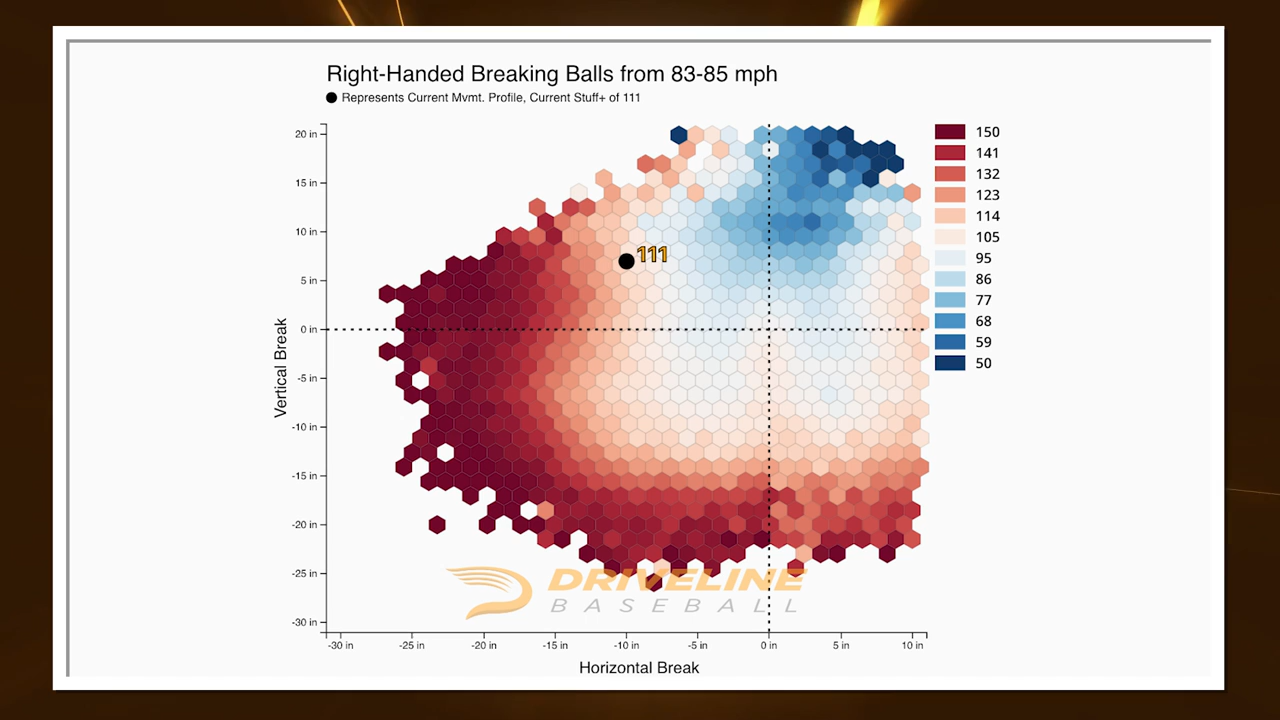 Right-Handed Breaking Balls from 83-85 mph
Represents Current Mvmt. Profile, Current Stuff+ of 111
20 in
15 in
10 in
5 in
0 in
-5 in
-10 in
-15 in
-20 in
-25 in
-30 in
Vertical Break
111
150
141
132
123
114
105
95
86
77
68
59
50
DRIVELINE
BASEBALL
-30 in -25 in -20 in -15 in -10 in -5 in 0 in 5 in 10 in
Horizontal Break